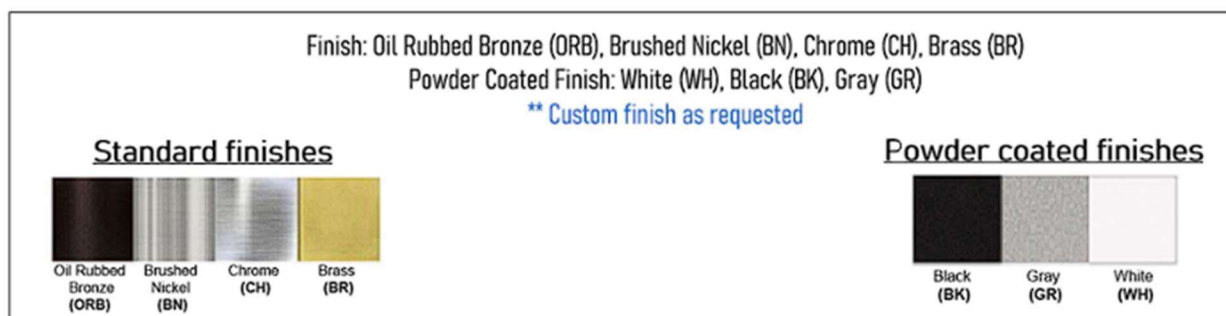 Finish: Oil Rubbed Bronze (ORB), Brushed Nickel (BN), Chrome (CH), Brass (BR)
Powder Coated Finish: White (WH), Black (BK), Gray (GR)
** Custom finish as requested
Standard finishes
Oil Rubbed
Bronze
(ORB)
Brushed
Nickel
(BN)
Chrome
(CH)
Brass
(BR)
Powder coated finishes
Black
(BK)
Gray
(GR)
White
(WH)